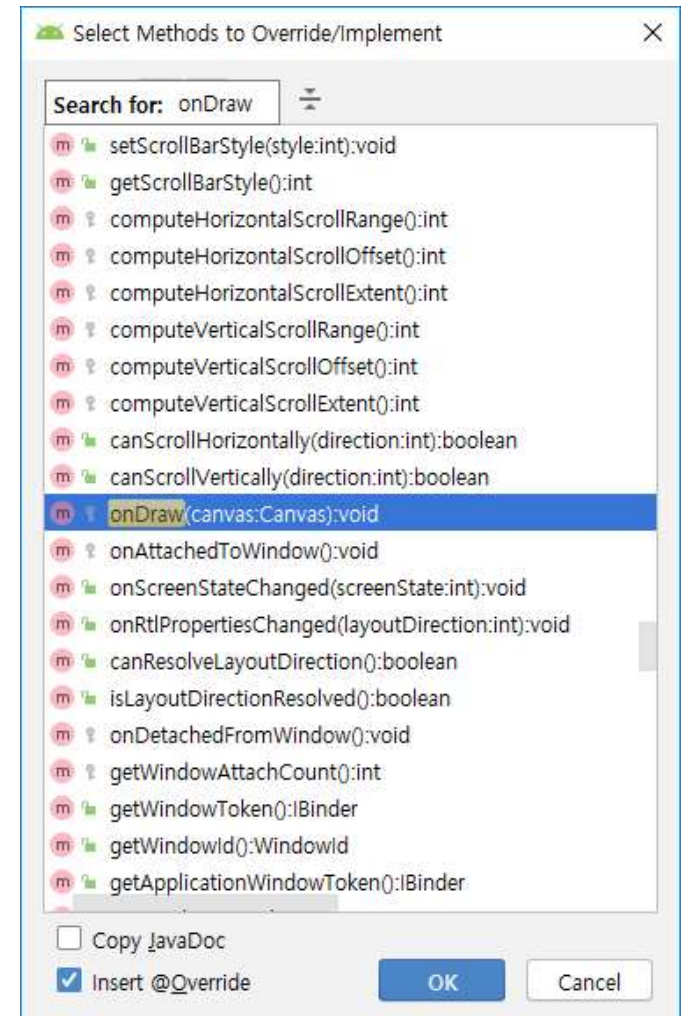 Select Methods to Override/Implement
Search for: onDraw
m setScrollBarStyle(style:int):void
m getScrollBarStyle():int
m computeHorizontalScrollRange():int
m computeHorizontalScrollOffset():int
m computeHorizontalScrollExtent():int
m computeVerticalScrollRange():int
m computeVerticalScrollOffset():int
m computeVerticalScrollExtent():int
m canScrollHorizontally(direction:int):boolean
m canScrollVertically(direction:int):boolean
m onDraw(canvas:Canvas):void
m onAttachedToWindow():void
m onScreenStateChanged(screenState:int):void
m onRtlPropertiesChanged(layoutDirection:int):void
m canResolveLayoutDirection():boolean
m isLayoutDirectionResolved():boolean
m onDetachedFromWindow():void
m getWindowAttachCount():int
m getWindowToken():IBinder
m getWindowId():WindowId
m getApplicationWindowToken():IBinder
Copy JavaDoc
Insert @Override OK Cancel